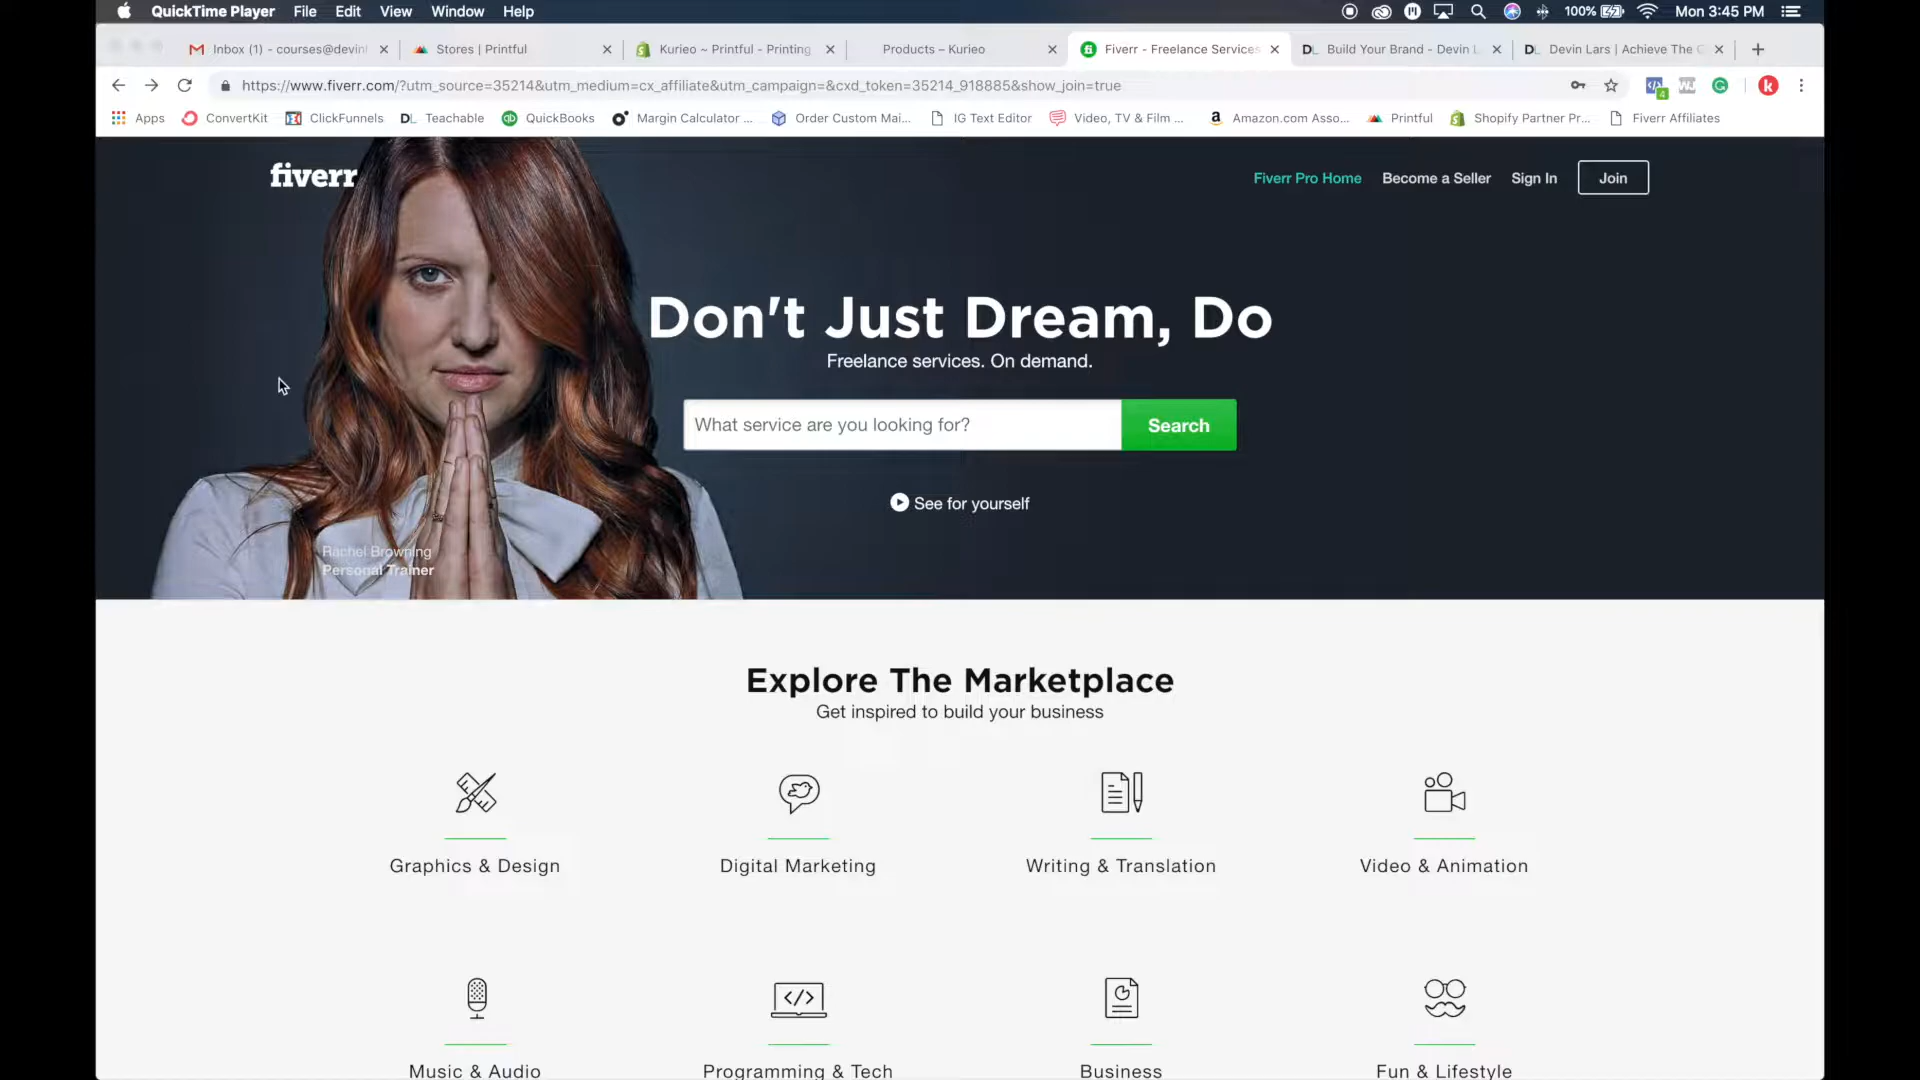 QuickTime Player File Edit View Window Help 100% Mon 3:45 PM
Inbox (1) - courses@devinl Stores | Printful Kurieo ~ Printful - Printing Products – Kurieo Fiverr - Freelance Services DL Build Your Brand - Devin L DL Devin Lars | Achieve The G
https://www.fiverr.com/?utm_source=35214&utm_medium=cx_affiliate&utm_campaign=&cxd_token=35214_918885&show_join=true 4 k
Apps ConvertKit ClickFunnels DL Teachable qb QuickBooks Margin Calculator ... Order Custom Mai... IG Text Editor Video, TV & Film ... a Amazon.com Asso... Printful Shopify Partner Pr... Fiverr Affiliates
fiverr Fiverr Pro Home Become a Seller Sign In Join
Don't Just Dream, Do
Freelance services. On demand.
What service are you looking for? Search
See for yourself
Rachel Browning
Personal Trainer
Explore The Marketplace
Get inspired to build your business
Graphics & Design Digital Marketing Writing & Translation Video & Animation
Music & Audio Programming & Tech Business Fun & Lifestyle